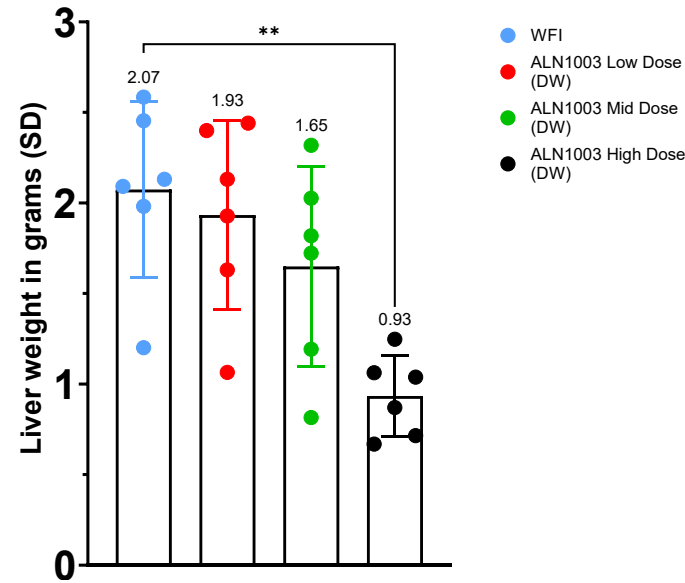 3
2
1
0
Liver weight in grams (SD)
**
2.07
1.93
1.65
0.93
WFI
ALN1003 Low Dose
(DW)
ALN1003 Mid Dose
(DW)
ALN1003 High Dose
(DW)